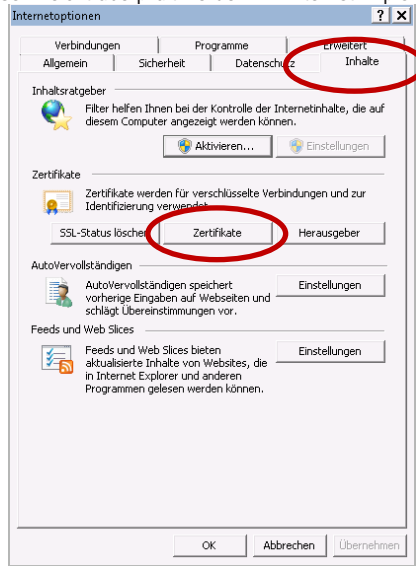 Internetoptionen
Verbindungen Programme Erweitert
Allgemein Sicherheit Datenschutz Inhalte
Inhaltsratgeber
Filter helfen Ihnen bei der Kontrolle der Internetinhalte, die auf
diesem Computer angezeigt werden können.
Aktivieren... Einstellungen
Zertifikate
Zertifikate werden für verschlüsselte Verbindungen und zur
Identifizierung verwendet.
SSL-Status löschen Zertifikate Herausgeber
AutoVervollständigen
AutoVervollständigen speichert
vorherige Eingaben auf Webseiten und
schlägt Übereinstimmungen vor.
Einstellungen
Feeds und Web Slices
Feeds und Web Slices bieten
aktualisierte Inhalte von Websites, die
in Internet Explorer und anderen
Programmen gelesen werden können.
Einstellungen
OK Abbrechen Übernehmen